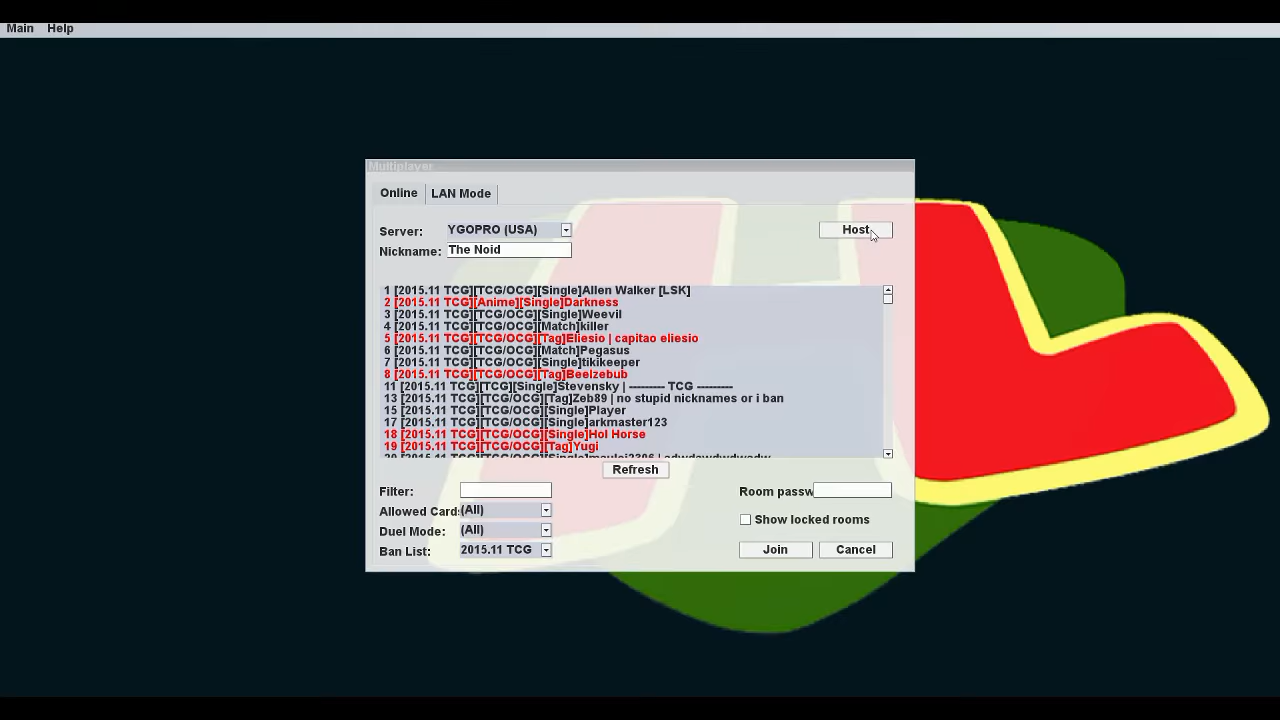 Main Help
Multiplayer
Online LAN Mode
Server: YGOPRO (USA) Host
Nickname: The Noid
1 [2015.11 TCG][TCG/OCG][Single]Allen Walker [LSK]
2 [2015.11 TCG][Anime][Single]Darkness
3 [2015.11 TCG][TCG/OCG][Single]Weevil
4 [2015.11 TCG][TCG/OCG][Match]killer
5 [2015.11 TCG][TCG/OCG][Tag]Eliesio | capitao eliesio
6 [2015.11 TCG][TCG/OCG][Match]Pegasus
7 [2015.11 TCG][TCG/OCG][Single]tikikeeper
8 [2015.11 TCG][TCG/OCG][Tag]Beelzebub
11 [2015.11 TCG][TCG][Single]Stevensky | --------- TCG ---------
13 [2015.11 TCG][TCG/OCG][Tag]Zeb89 | no stupid nicknames or i ban
15 [2015.11 TCG][TCG/OCG][Single]Player
17 [2015.11 TCG][TCG/OCG][Single]arkmaster123
18 [2015.11 TCG][TCG/OCG][Single]Hol Horse
19 [2015.11 TCG][TCG/OCG][Tag]Yugi
20 [2015.11 TCG][TCG/OCG][Single]
Refresh
Filter: Room passw
Allowed Cards (All) Show locked rooms
Duel Mode: (All)
Ban List: 2015.11 TCG Join Cancel